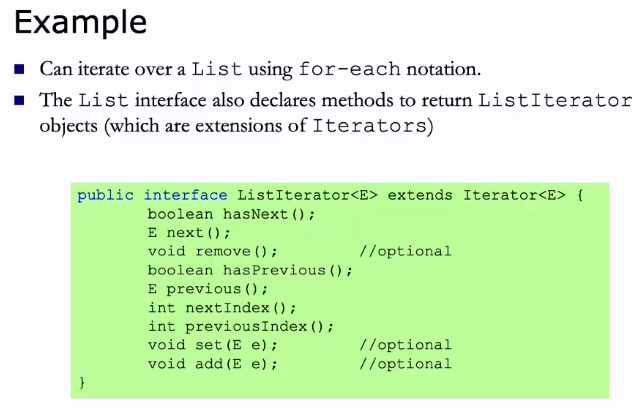 Example
Can iterate over a List using for-each notation.
The List interface also declares methods to return ListIterator
objects (which are extensions of Iterators)
public interface ListIterator<E> extends Iterator<E> {
boolean hasNext();
E next();
void remove(); //optional
boolean hasPrevious();
E previous();
int nextIndex();
int previousIndex();
void set(E e); //optional
void add(E e); //optional
}